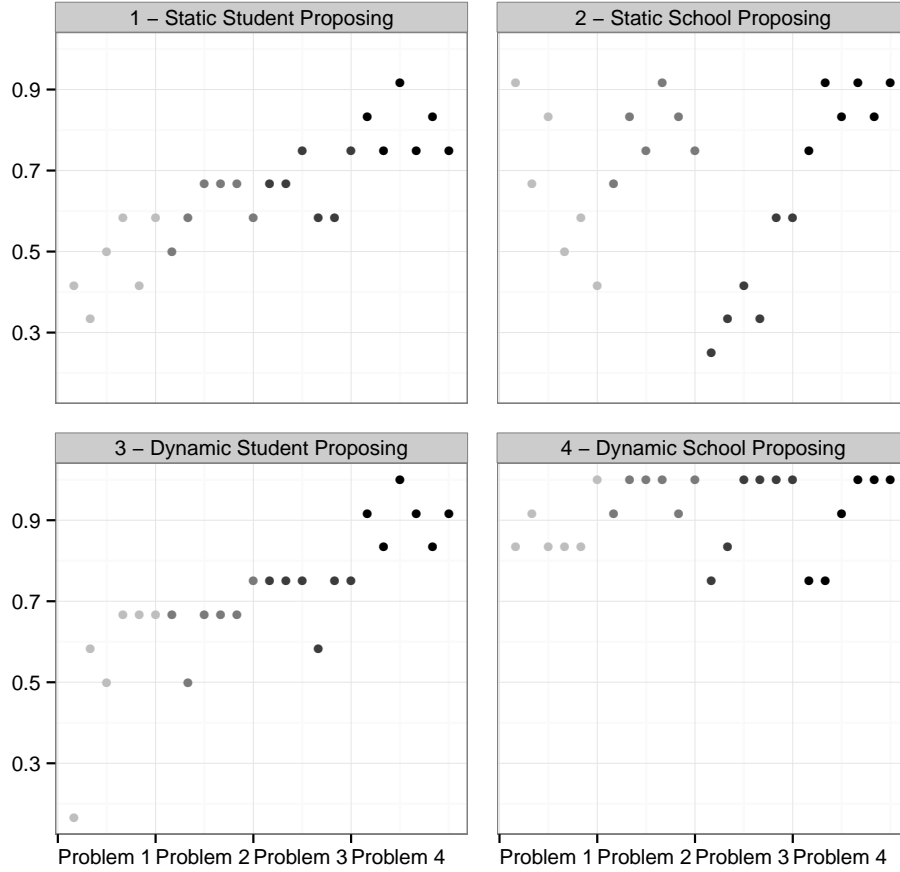 1 – Static Student Proposing
2 – Static School Proposing
0.9
0.7
0.5
0.3
3 – Dynamic Student Proposing
4 – Dynamic School Proposing
0.9
0.7
0.5
0.3
Problem 1 Problem 2 Problem 3 Problem 4
Problem 1 Problem 2 Problem 3 Problem 4